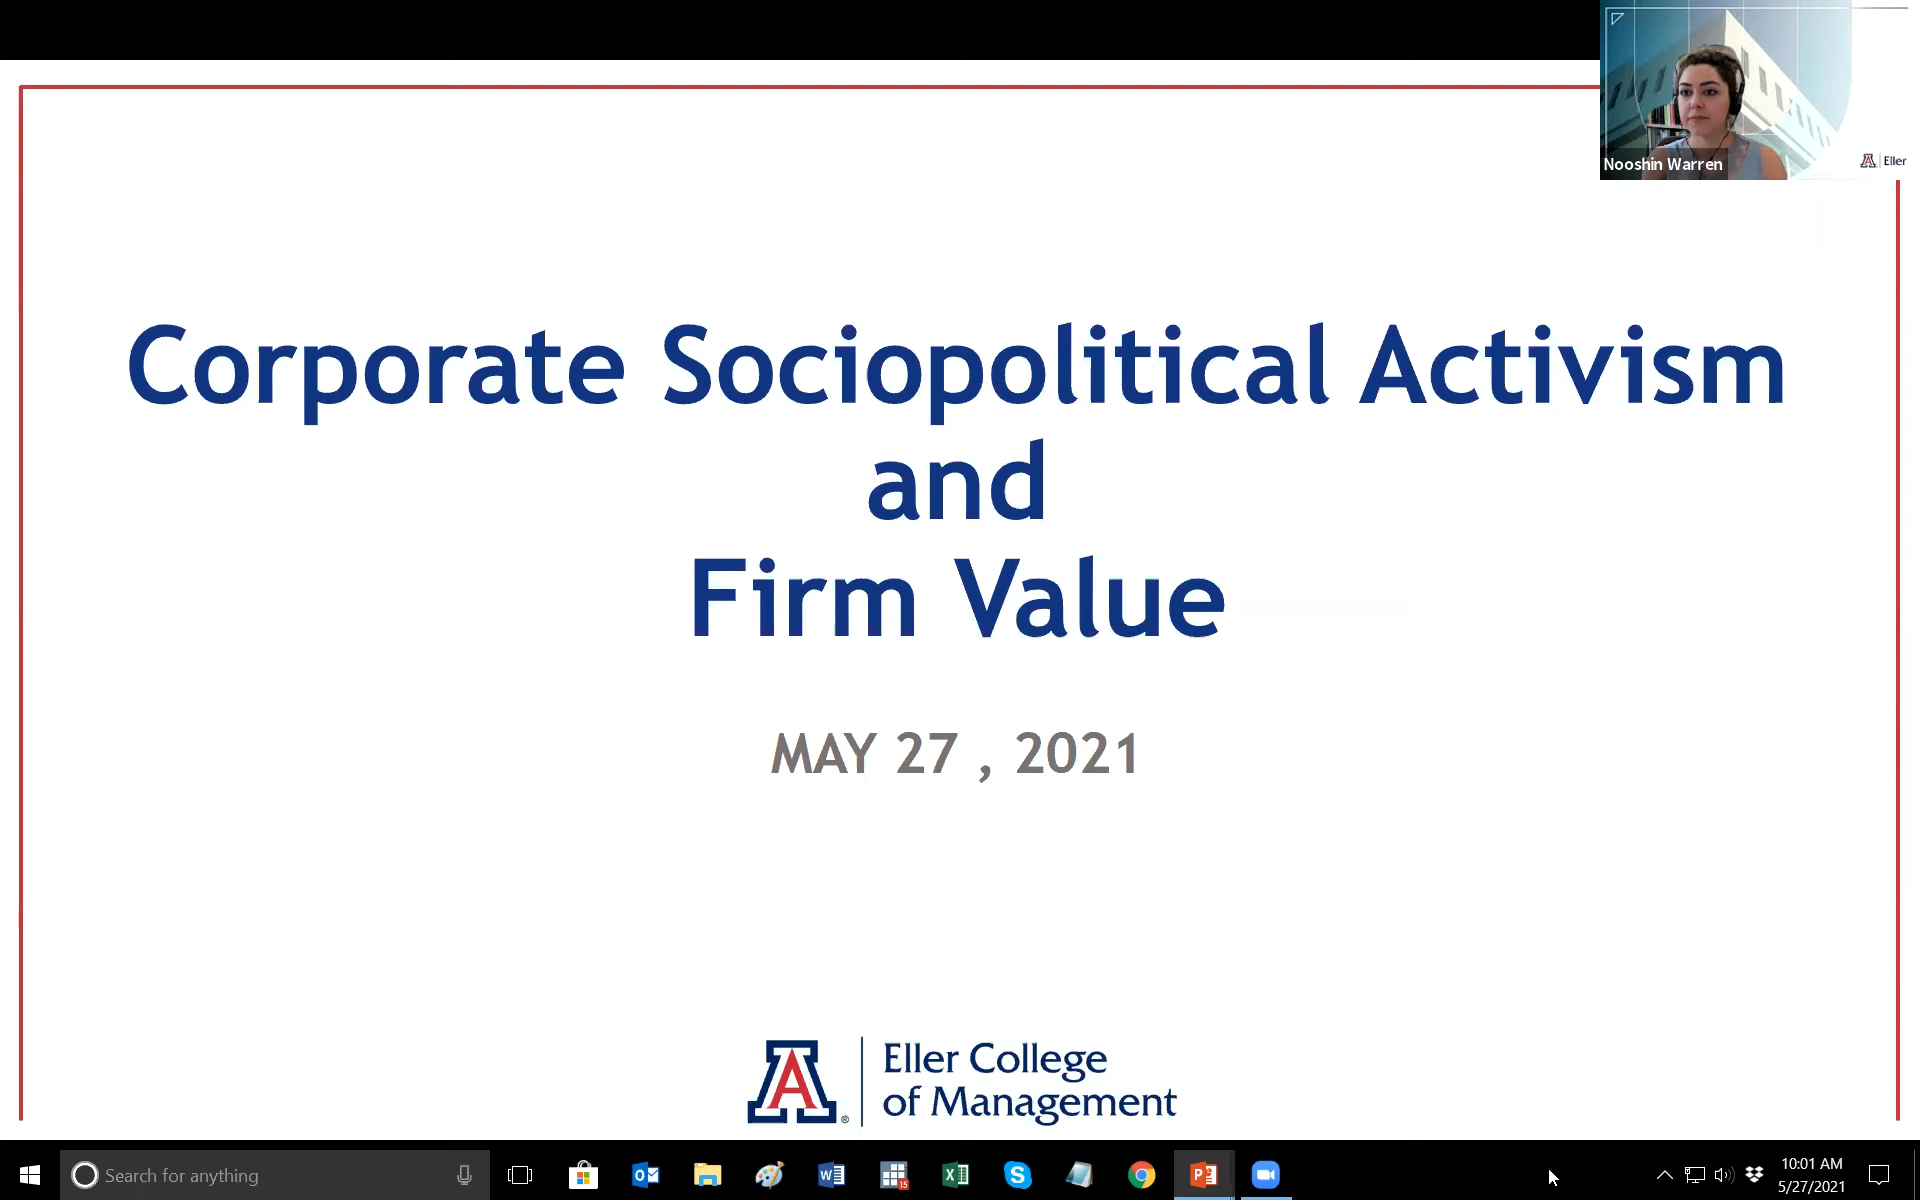 A Eller
Nooshin Warren
Corporate Sociopolitical Activism
and
Firm Value
MAY 27 , 2021
A ®
Eller College
of Management
Search for anything
15
10:01 AM
5/27/2021